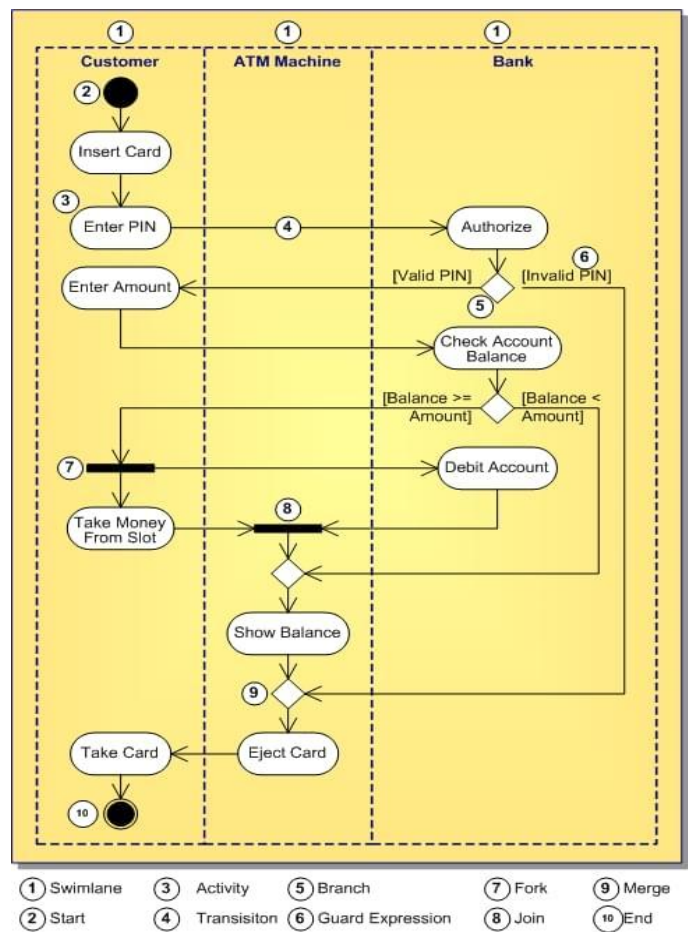 1 1 1
Customer ATM Machine Bank
2
Insert Card
3
Enter PIN 4 Authorize
6
[Valid PIN] [Invalid PIN]
Enter Amount
5
Check Account
Balance
[Balance >= [Balance <
Amount] Amount]
7 Debit Account
8
Take Money
From Slot
Show Balance
9
Take Card Eject Card
10
1 Swimlane 3 Activity 5 Branch 7 Fork 9 Merge
2 Start 4 Transisiton 6 Guard Expression 8 Join 10 End